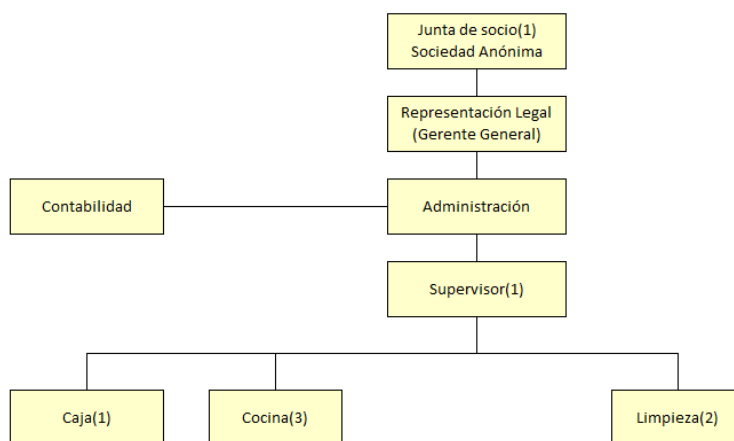 Junta de socio(1)
Sociedad Anónima
Representación Legal
(Gerente General)
Contabilidad
Administración
Supervisor(1)
Caja(1)
Cocina(3)
Limpieza(2)